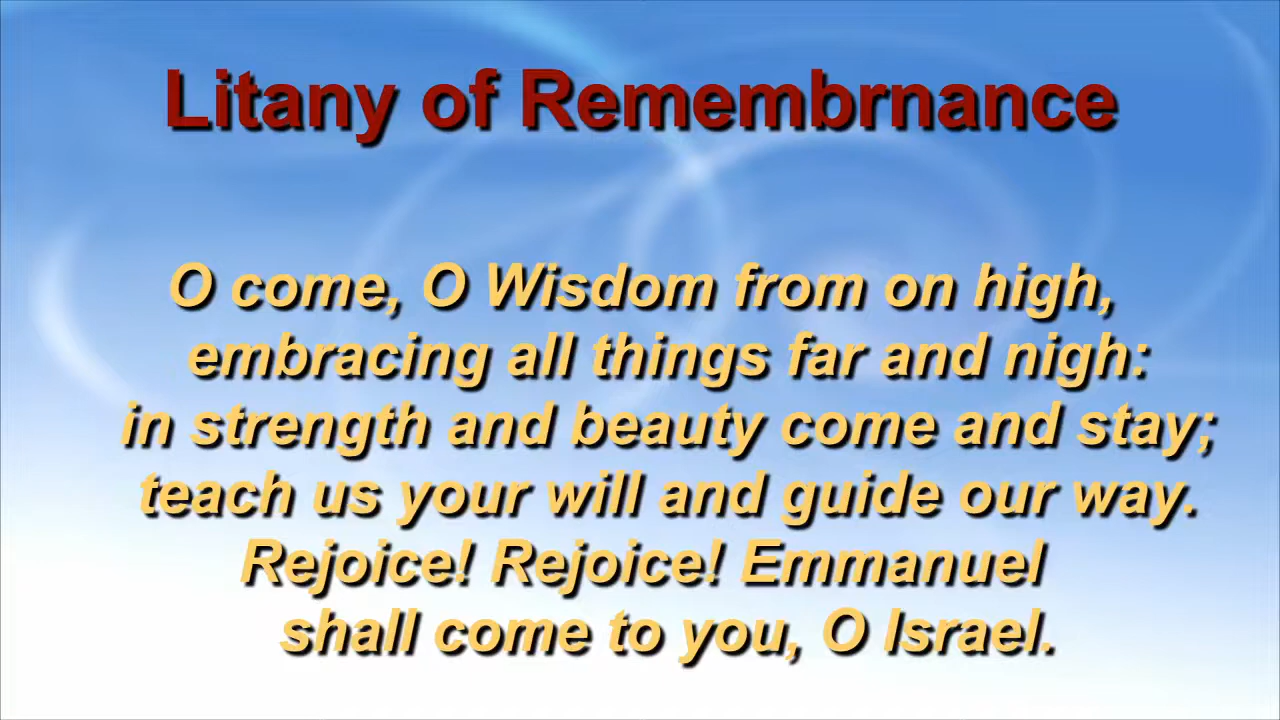 Litany of Remembrnance
O come, O Wisdom from on high,
embracing all things far and nigh:
in strength and beauty come and stay;
teach us your will and guide our way.
Rejoice! Rejoice! Emmanuel
shall come to you, O Israel.